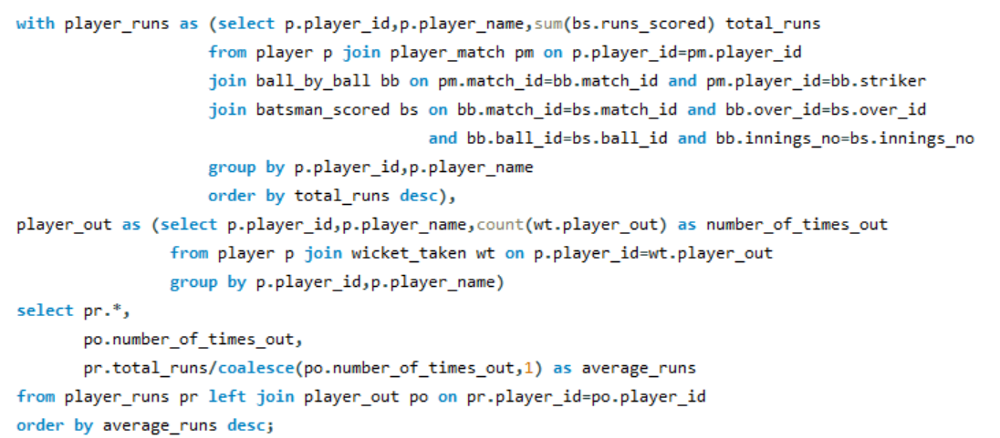 with player_runs as (select p.player_id,p.player_name,sum(bs.runs_scored) total_runs
from player p join player_match pm on p.player_id=pm.player_id
join ball_by_ball bb on pm.match_id=bb.match_id and pm.player_id=bb.striker
join batsman_scored bs on bb.match_id=bs.match_id and bb.over_id=bs.over_id
and bb.ball_id=bs.ball_id and bb.innings_no=bs.innings_no
group by p.player_id,p.player_name
order by total_runs desc),
player_out as (select p.player_id,p.player_name,count(wt.player_out) as number_of_times_out
from player p join wicket_taken wt on p.player_id=wt.player_out
group by p.player_id,p.player_name)
select pr.*,
po.number_of_times_out,
pr.total_runs/coalesce(po.number_of_times_out,1) as average_runs
from player_runs pr left join player_out po on pr.player_id=po.player_id
order by average_runs desc;